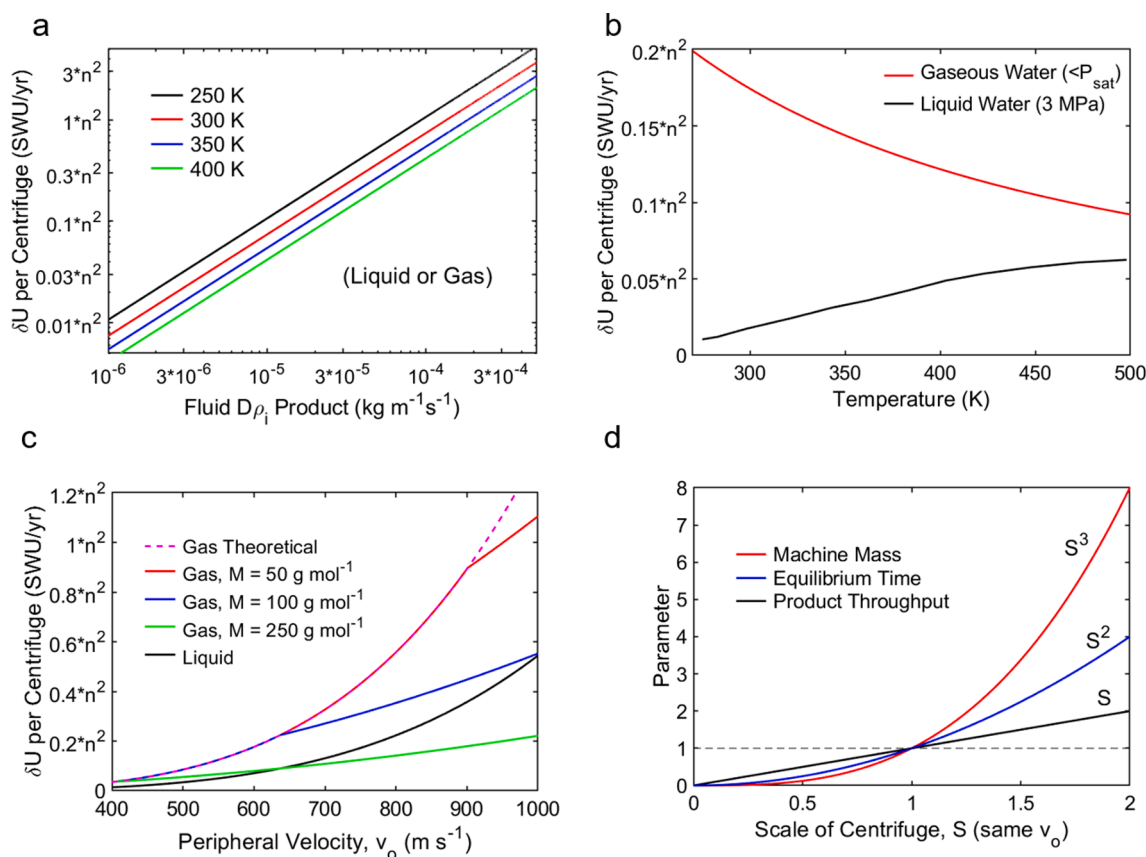 a
δU per Centrifuge (SWU/yr)
3*n²
1*n²
0.3*n²
0.1*n²
0.03*n²
0.01*n²
250 K
300 K
350 K
400 K
(Liquid or Gas)
10⁻⁶
3*10⁻⁶
10⁻⁵
3*10⁻⁵
10⁻⁴
3*10⁻⁴
Fluid Dρᵢ Product (kg m⁻¹s⁻¹)
b
δU per Centrifuge (SWU/yr)
0.2*n²
0.15*n²
0.1*n²
0.05*n²
0
Gaseous Water (<Pₛₐₜ)
Liquid Water (3 MPa)
300
350
400
450
500
Temperature (K)
c
δU per Centrifuge (SWU/yr)
1.2*n²
1*n²
0.8*n²
0.6*n²
0.4*n²
0.2*n²
0
Gas Theoretical
Gas, M = 50 g mol⁻¹
Gas, M = 100 g mol⁻¹
Gas, M = 250 g mol⁻¹
Liquid
400
500
600
700
800
900
1000
Peripheral Velocity, vₒ (m s⁻¹)
d
Parameter
8
7
6
5
4
3
2
1
0
Machine Mass
Equilibrium Time
Product Throughput
S³
S²
S
0
0.5
1
1.5
2
Scale of Centrifuge, S (same vₒ)